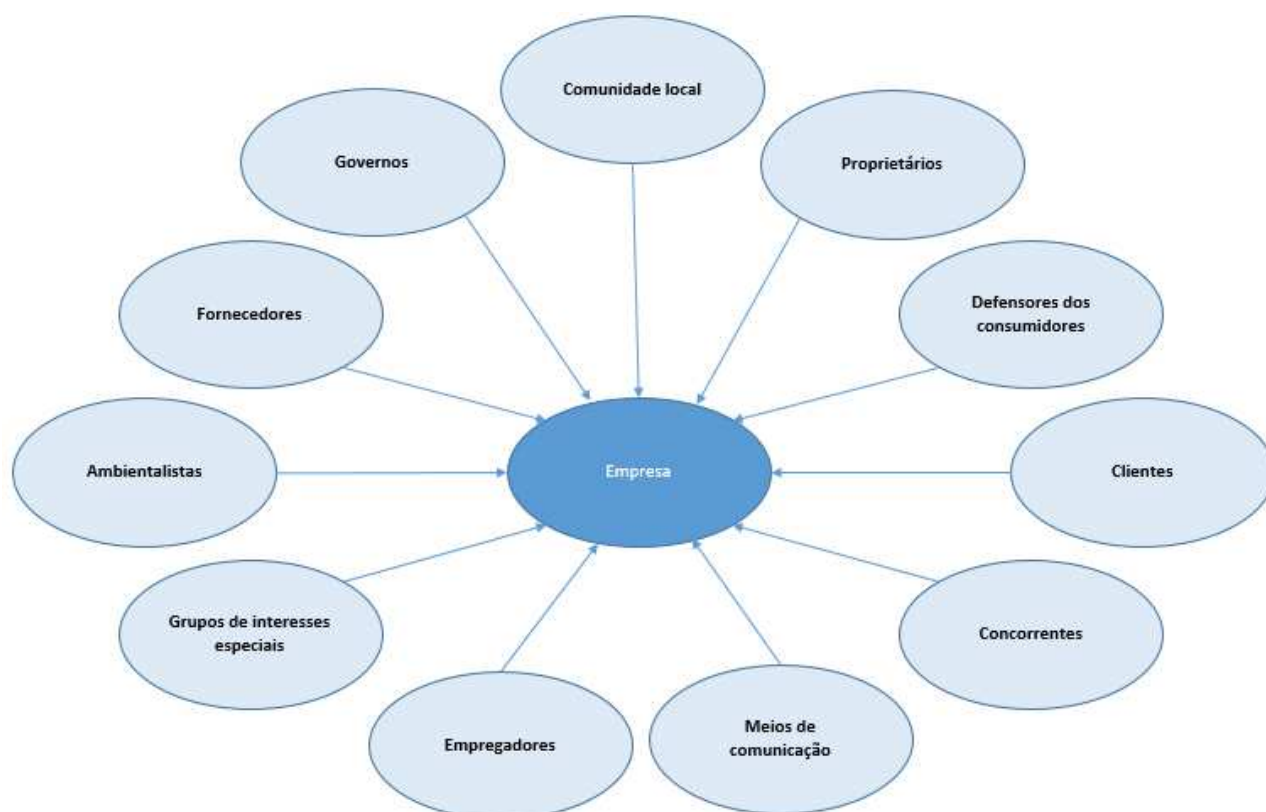 Comunidade local
Governos
Proprietários
Fornecedores
Defensores dos
consumidores
Ambientalistas
Empresa
Clientes
Grupos de interesses
especiais
Concorrentes
Empregadores
Meios de
comunicação